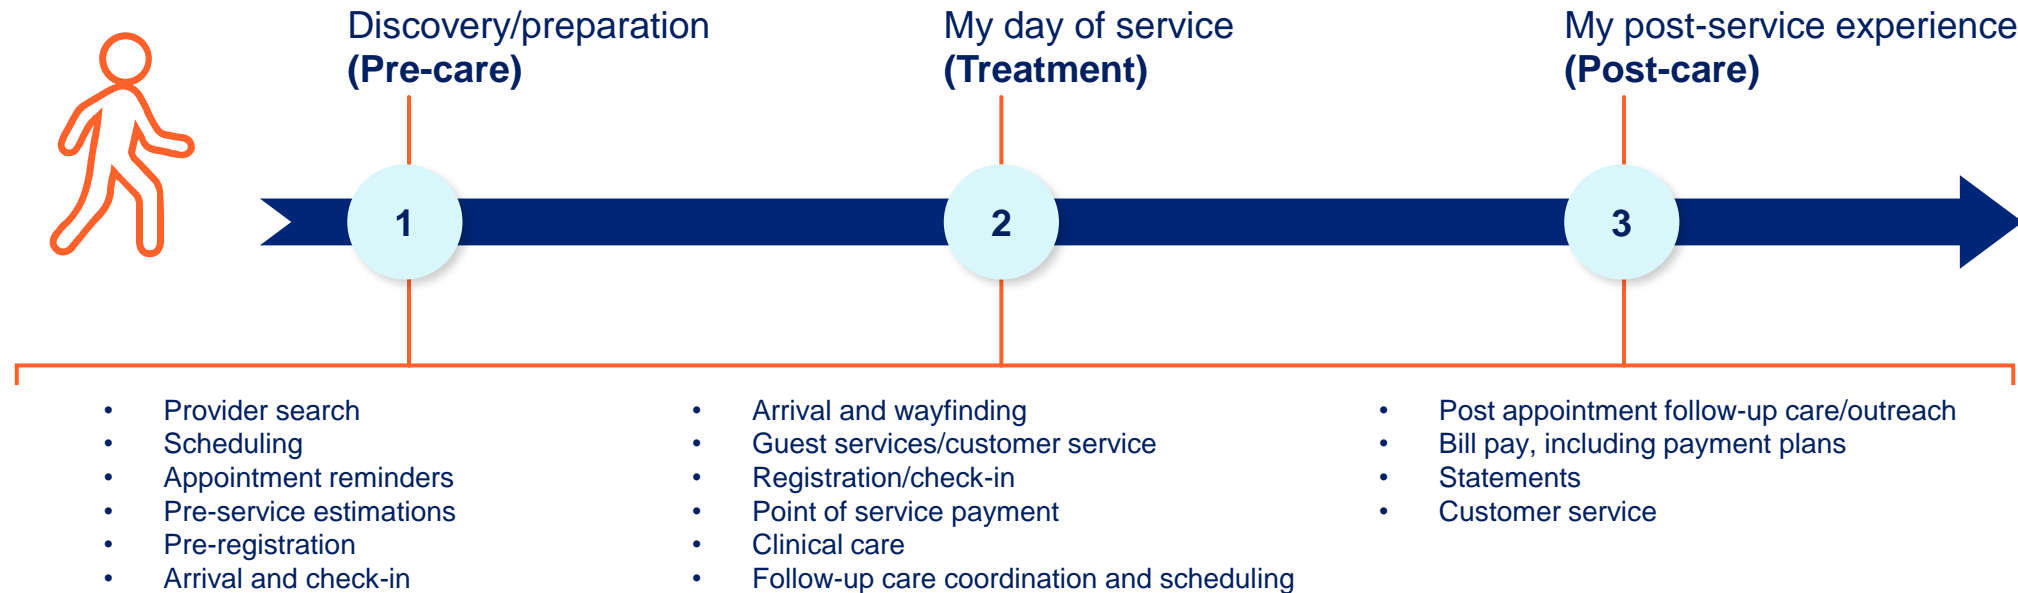 Discovery/preparation
(Pre-care)
My day of service
(Treatment)
My post-service experience
(Post-care)
1
2
3
• Provider search
• Scheduling
• Appointment reminders
• Pre-service estimations
• Pre-registration
• Arrival and check-in
• Arrival and wayfinding
• Guest services/customer service
• Registration/check-in
• Point of service payment
• Clinical care
• Follow-up care coordination and scheduling
• Post appointment follow-up care/outreach
• Bill pay, including payment plans
• Statements
• Customer service